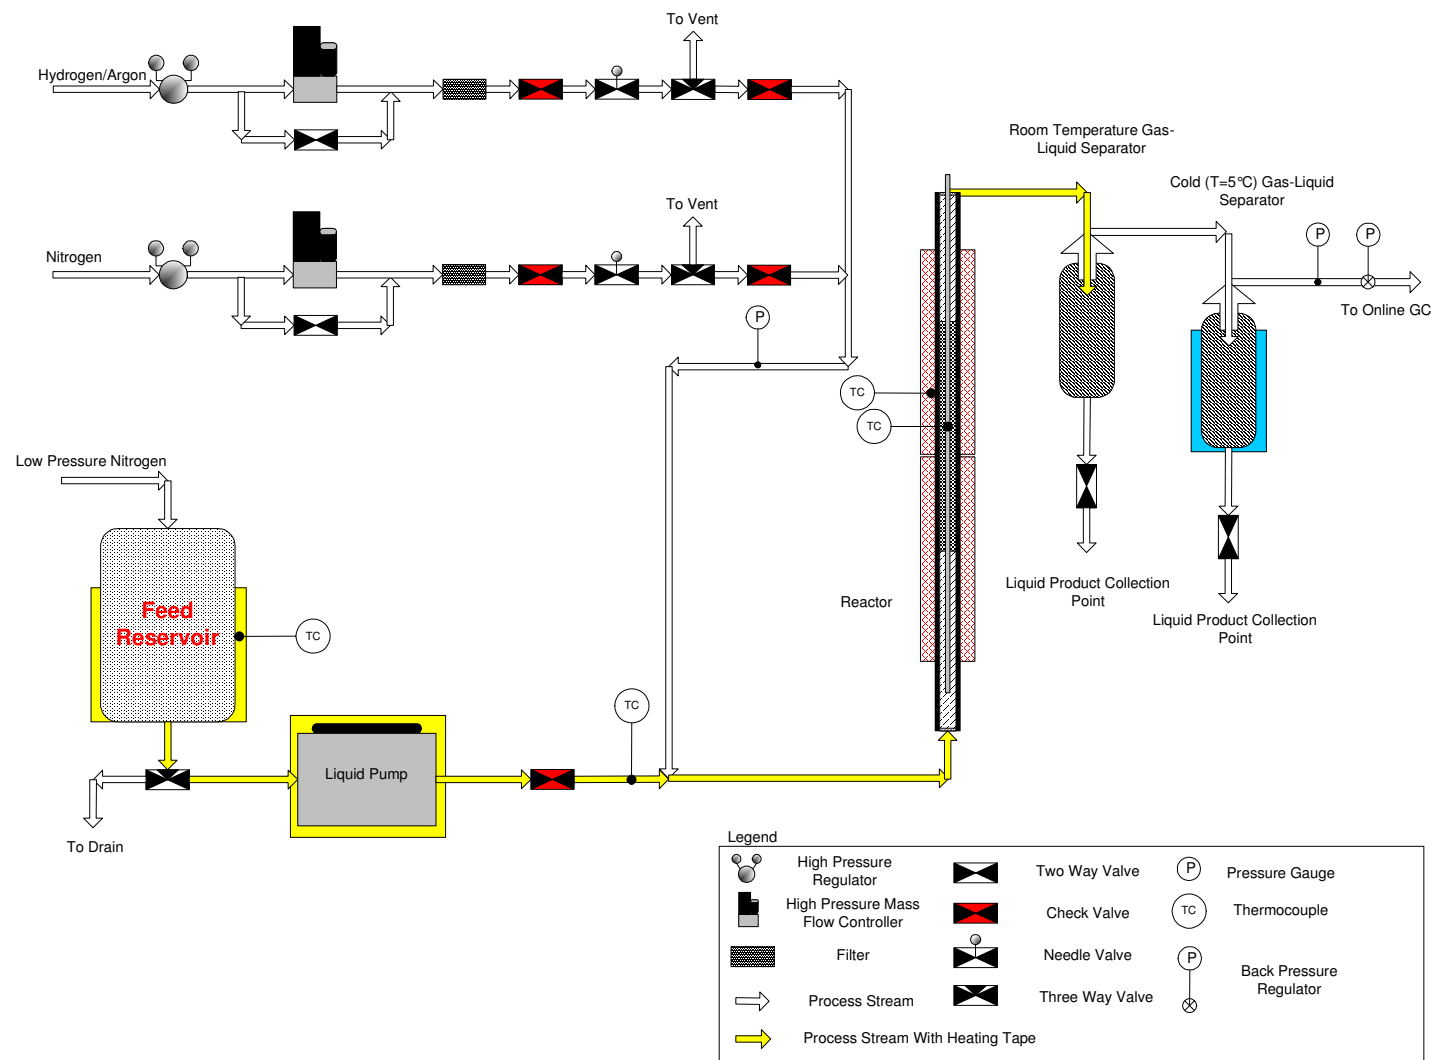 To Vent
Hydrogen/Argon
Room Temperature Gas-
Liquid Separator
Cold (T=5°C) Gas-Liquid
Separator
To Vent
P
P
Nitrogen
To Online GC
P
TC
TC
Low Pressure Nitrogen
Feed
Reservoir
TC
Reactor
Liquid Product Collection
Point
Liquid Product Collection
Point
TC
Liquid Pump
To Drain
Legend
High Pressure
Regulator
Two Way Valve
P
Pressure Gauge
High Pressure Mass
Flow Controller
Check Valve
TC
Thermocouple
Filter
Needle Valve
P
Back Pressure
Regulator
Process Stream
Three Way Valve
Process Stream With Heating Tape